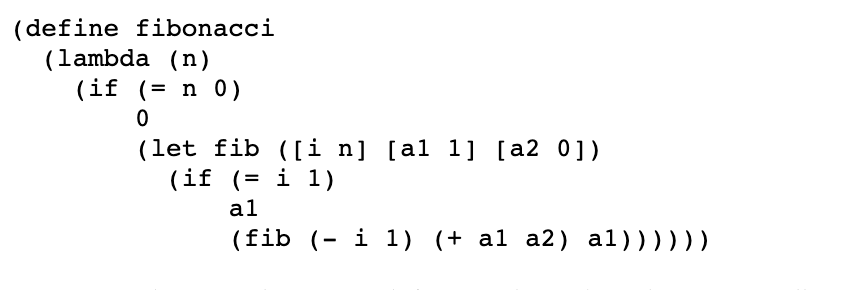 (define fibonacci
  (lambda (n)
    (if (= n 0)
        0
        (let fib ([i n] [a1 1] [a2 0])
          (if (= i 1)
              a1
              (fib (- i 1) (+ a1 a2) a1))))))